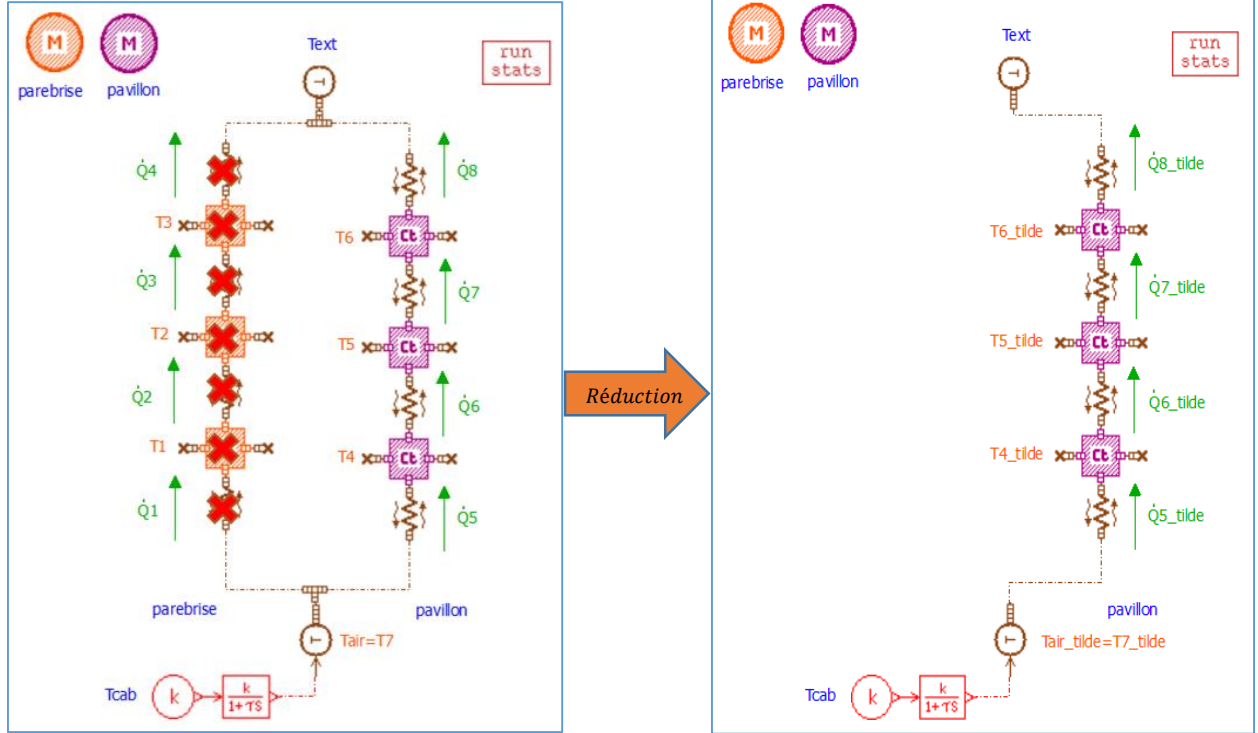 M
M
parebrise
pavillon
Text
run
stats
T
Q̇4
Q̇8
T3
T6
Ct
Q̇3
Q̇7
T2
T5
Ct
Q̇2
Q̇6
T1
T4
Ct
Q̇1
Q̇5
parebrise
pavillon
T
Tair=T7
Tcab
k
k
1+τS
Réduction
M
M
parebrise
pavillon
Text
run
stats
T
Q̇8_tilde
T6_tilde
Ct
Q̇7_tilde
T5_tilde
Ct
Q̇6_tilde
T4_tilde
Ct
Q̇5_tilde
pavillon
T
Tair_tilde=T7_tilde
Tcab
k
k
1+τS